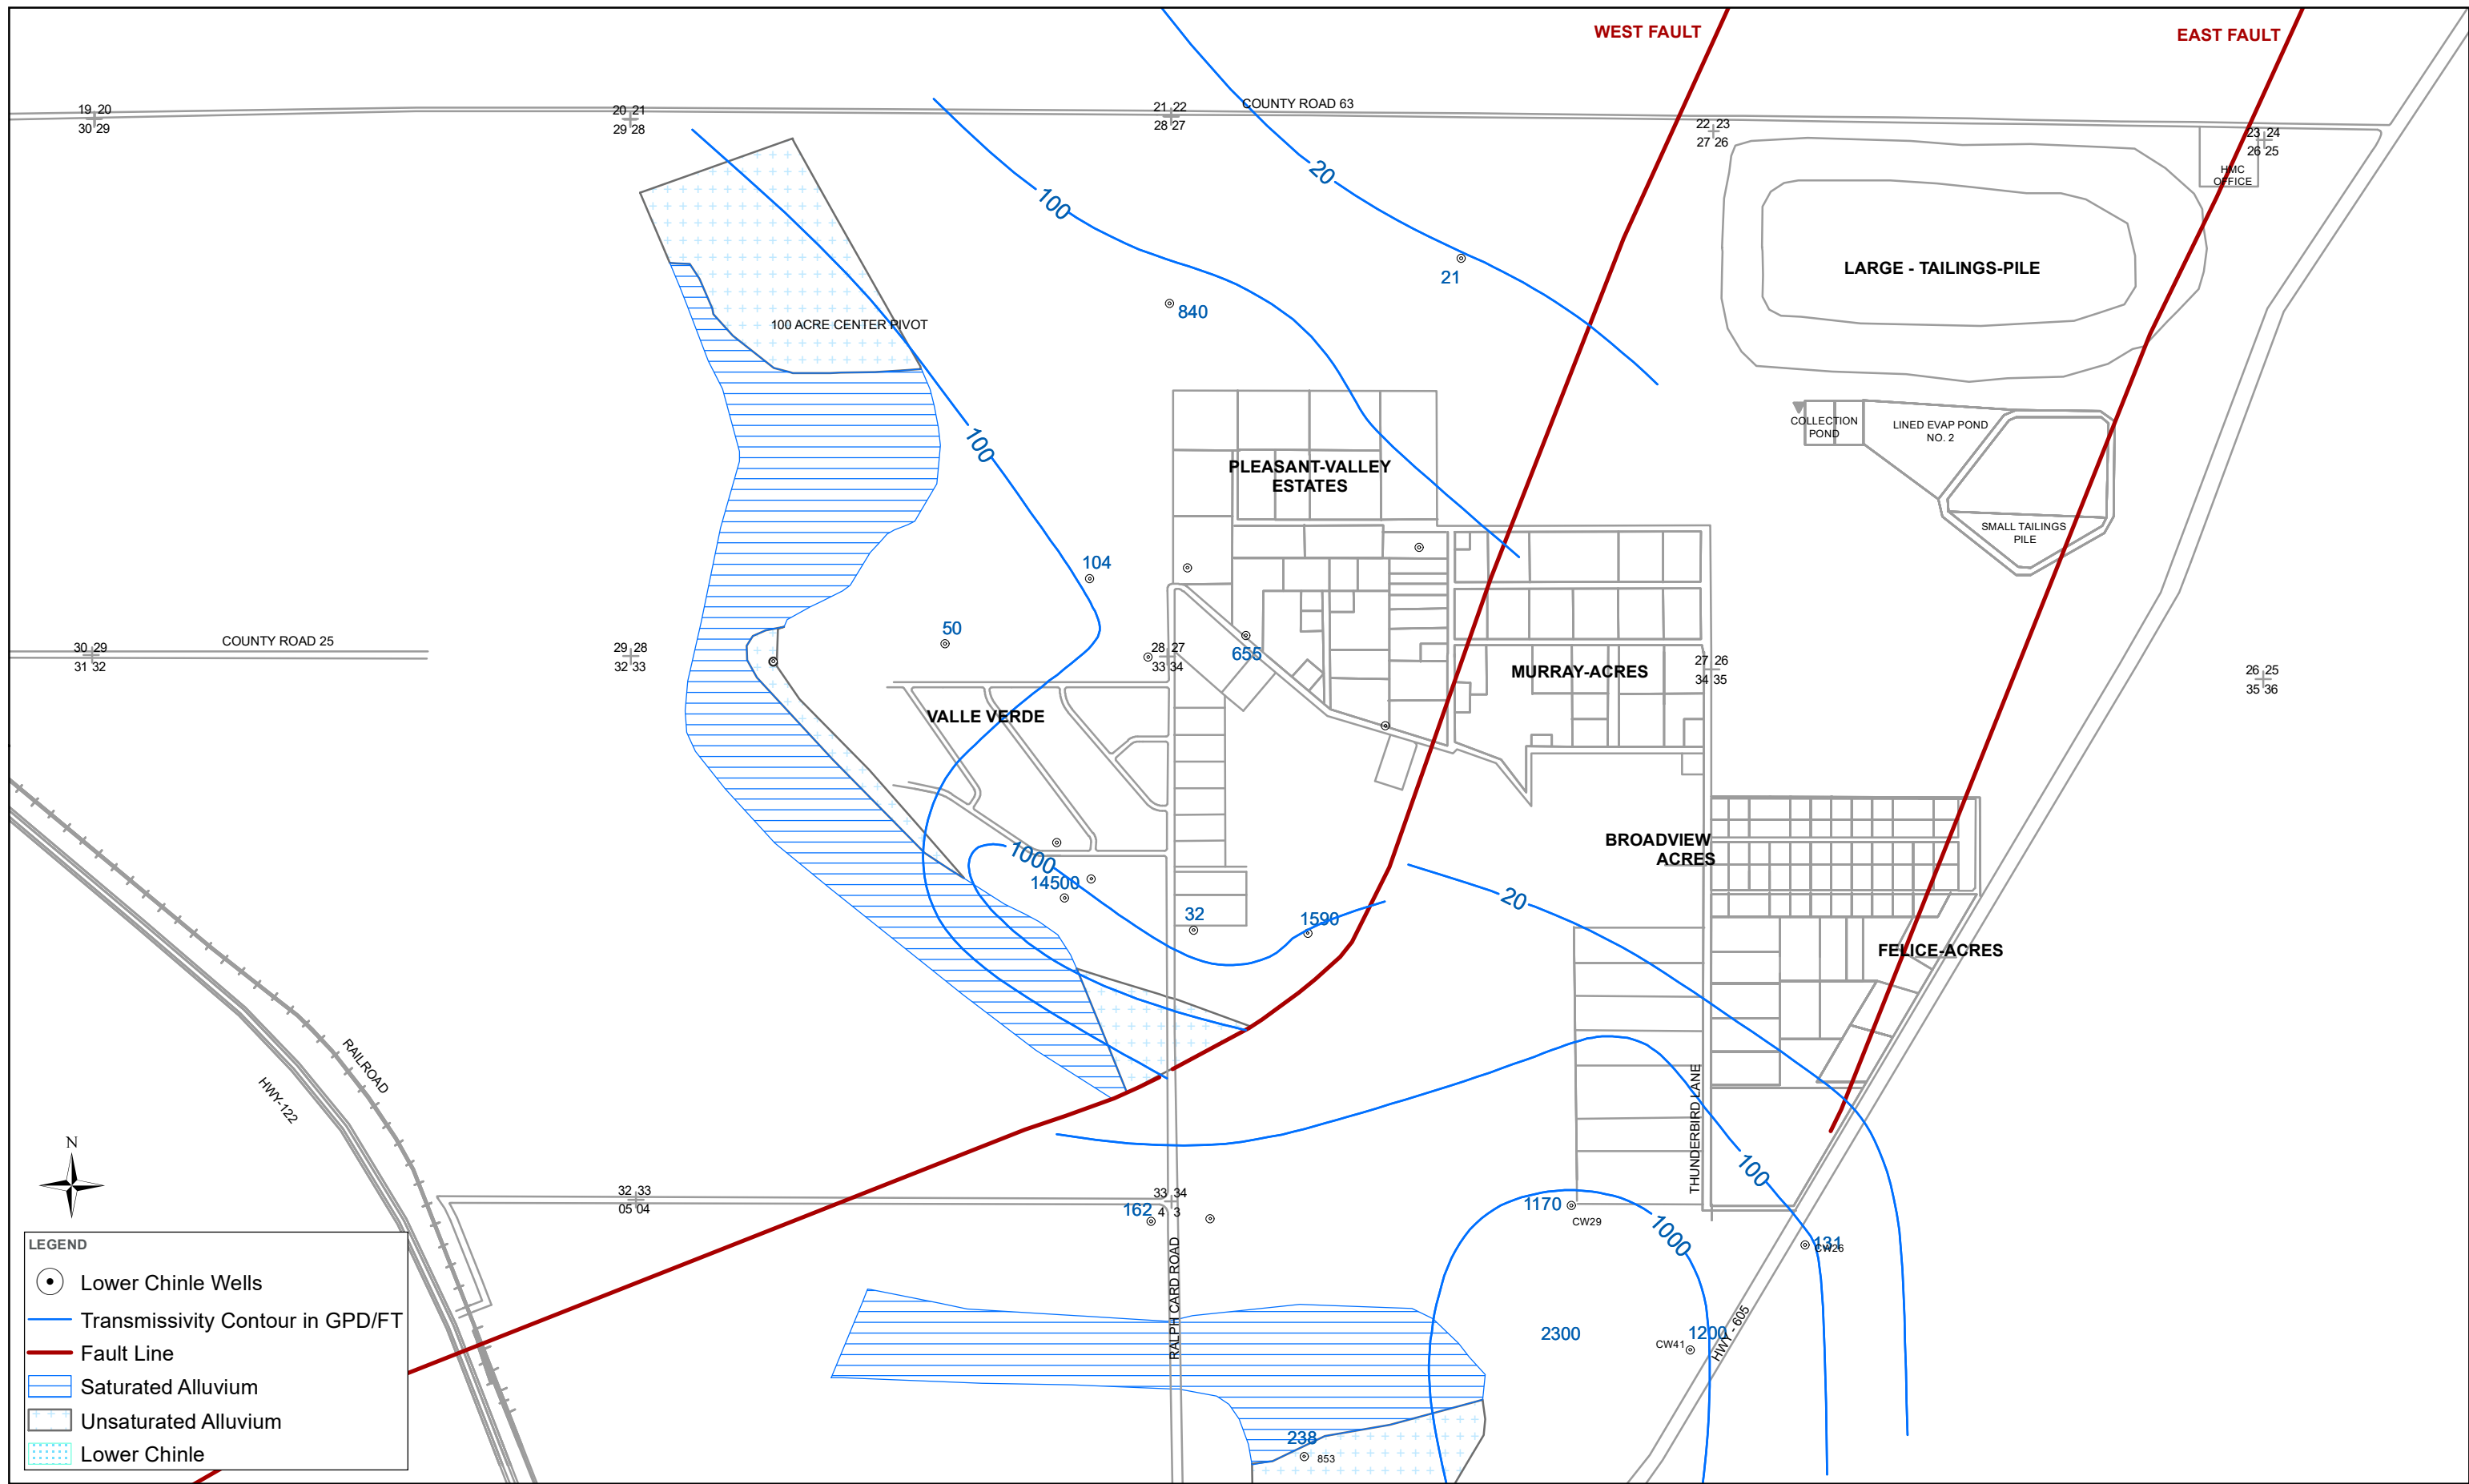 WEST FAULT
EAST FAULT
19 20
30 29
20 21
29 28
21 22
28 27
COUNTY ROAD 63
22 23
27 26
23 24
26 25
HMC
OFFICE
20
100
21
840
LARGE - TAILINGS-PILE
100 ACRE CENTER PIVOT
100
COLLECTION
POND
LINED EVAP POND
NO. 2
PLEASANT-VALLEY
ESTATES
SMALL TAILINGS
PILE
104
50
30 29
31 32
COUNTY ROAD 25
29 28
32 33
28 27
33 34
655
MURRAY-ACRES
27 26
34 35
26 25
35 36
VALLE VERDE
BROADVIEW
ACRES
1000
14500
32
1590
20
FELICE-ACRES
RAILROAD
HWY-122
THUNDERBIRD LANE
100
N
32 33
05 04
33 34
4 3
162
1170
CW29
1000
131
CW26
RALPH CARD ROAD
2300
1200
CW41
HWY - 605
238
853
LEGEND
Lower Chinle Wells
Transmissivity Contour in GPD/FT
Fault Line
Saturated Alluvium
Unsaturated Alluvium
Lower Chinle